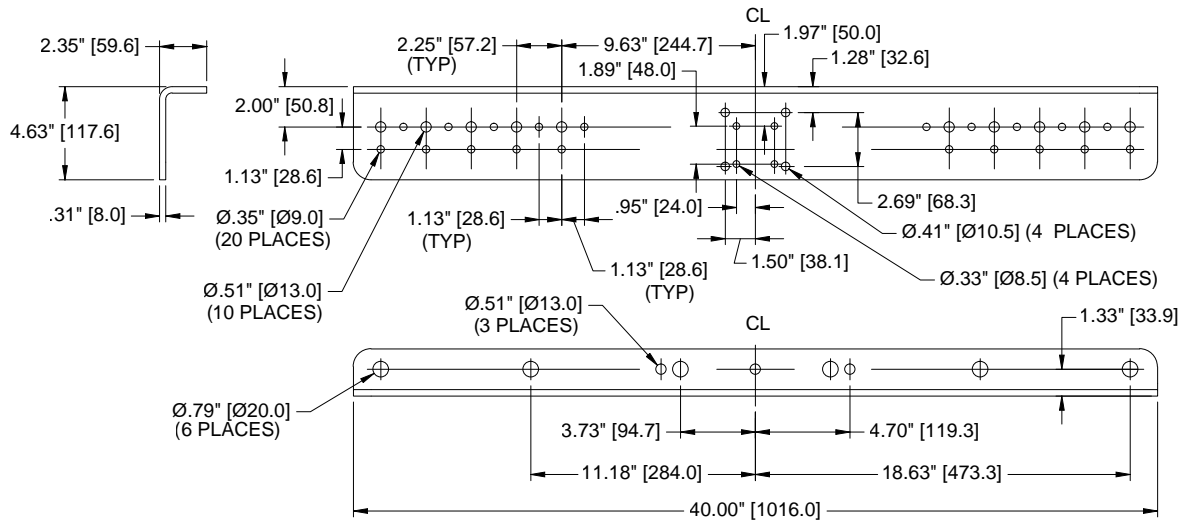 CL
2.35" [59.6]
2.25" [57.2]
(TYP)
9.63" [244.7]
1.97" [50.0]
1.28" [32.6]
1.89" [48.0]
2.00" [50.8]
4.63" [117.6]
1.13" [28.6]
.31" [8.0]
Ø.35" [Ø9.0]
(20 PLACES)
1.13" [28.6]
(TYP)
.95" [24.0]
2.69" [68.3]
Ø.41" [Ø10.5] (4 PLACES)
1.50" [38.1]
1.13" [28.6]
(TYP)
Ø.33" [Ø8.5] (4 PLACES)
Ø.51" [Ø13.0]
(10 PLACES)
Ø.51" [Ø13.0]
(3 PLACES)
CL
1.33" [33.9]
Ø.79" [Ø20.0]
(6 PLACES)
3.73" [94.7]
4.70" [119.3]
11.18" [284.0]
18.63" [473.3]
40.00" [1016.0]